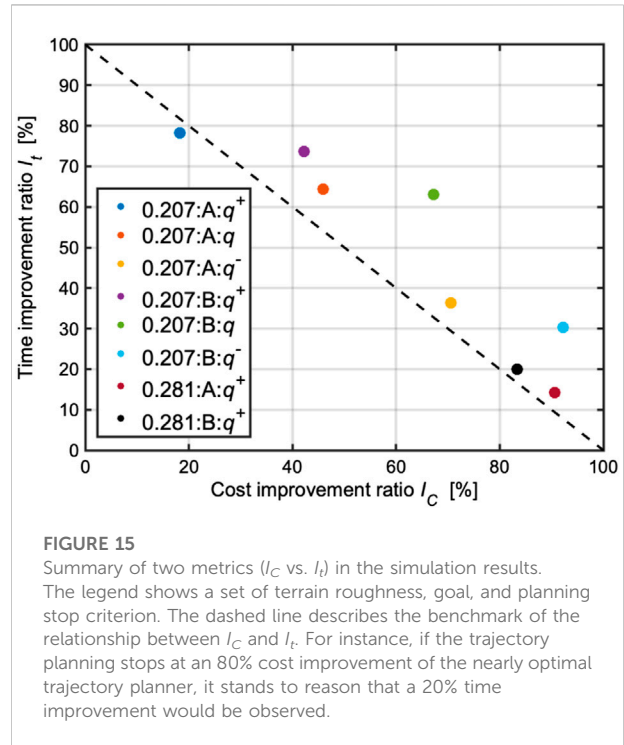 100
90
80
70
60
50
40
30
20
10
0
Time improvement ratio I_t [%]
0.207:A:q⁺
0.207:A:q
0.207:A:q⁻
0.207:B:q⁺
0.207:B:q
0.207:B:q⁻
0.281:A:q⁺
0.281:B:q⁺
0 20 40 60 80 100
Cost improvement ratio I_C [%]
FIGURE 15
Summary of two metrics (I_C vs. I_t) in the simulation results.
The legend shows a set of terrain roughness, goal, and planning
stop criterion. The dashed line describes the benchmark of the
relationship between I_C and I_t. For instance, if the trajectory
planning stops at an 80% cost improvement of the nearly optimal
trajectory planner, it stands to reason that a 20% time
improvement would be observed.